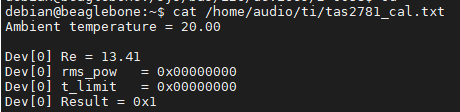 debian@beaglebone:~$ cat /home/audio/ti/tas2781_cal.txt
Ambient temperature = 20.00
Dev[0] Re = 13.41
Dev[0] rms_pow   = 0x00000000
Dev[0] t_limit   = 0x00000000
Dev[0] Result = 0x1